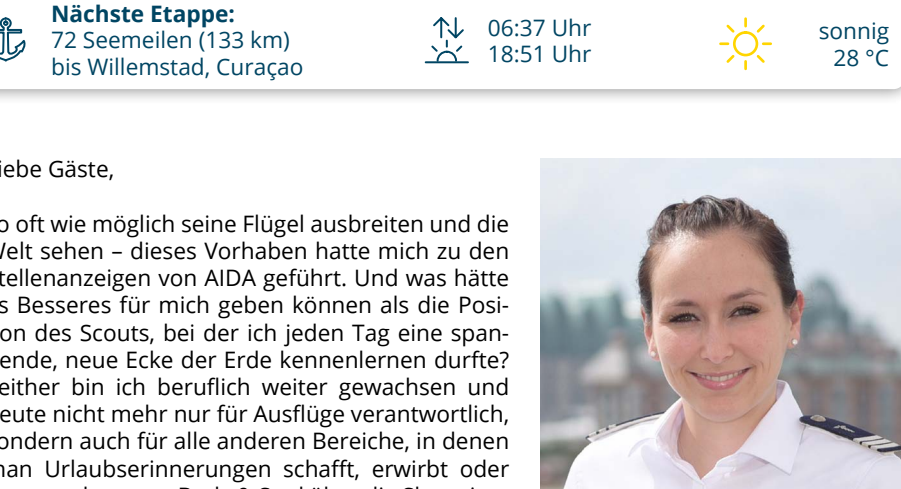 Nächste Etappe:
72 Seemeilen (133 km)
bis Willemstad, Curaçao
06:37 Uhr
18:51 Uhr
sonnig
28 °C
iebe Gäste,
o oft wie möglich seine Flügel ausbreiten und die
Welt sehen – dieses Vorhaben hatte mich zu den
tellenanzeigen von AIDA geführt. Und was hätte
s Besseres für mich geben können als die Posi-
on des Scouts, bei der ich jeden Tag eine span-
ende, neue Ecke der Erde kennenlernen durfte?
either bin ich beruflich weiter gewachsen und
eute nicht mehr nur für Ausflüge verantwortlich,
ondern auch für alle anderen Bereiche, in denen
man Urlaubserinnerungen schafft, erwirbt oder